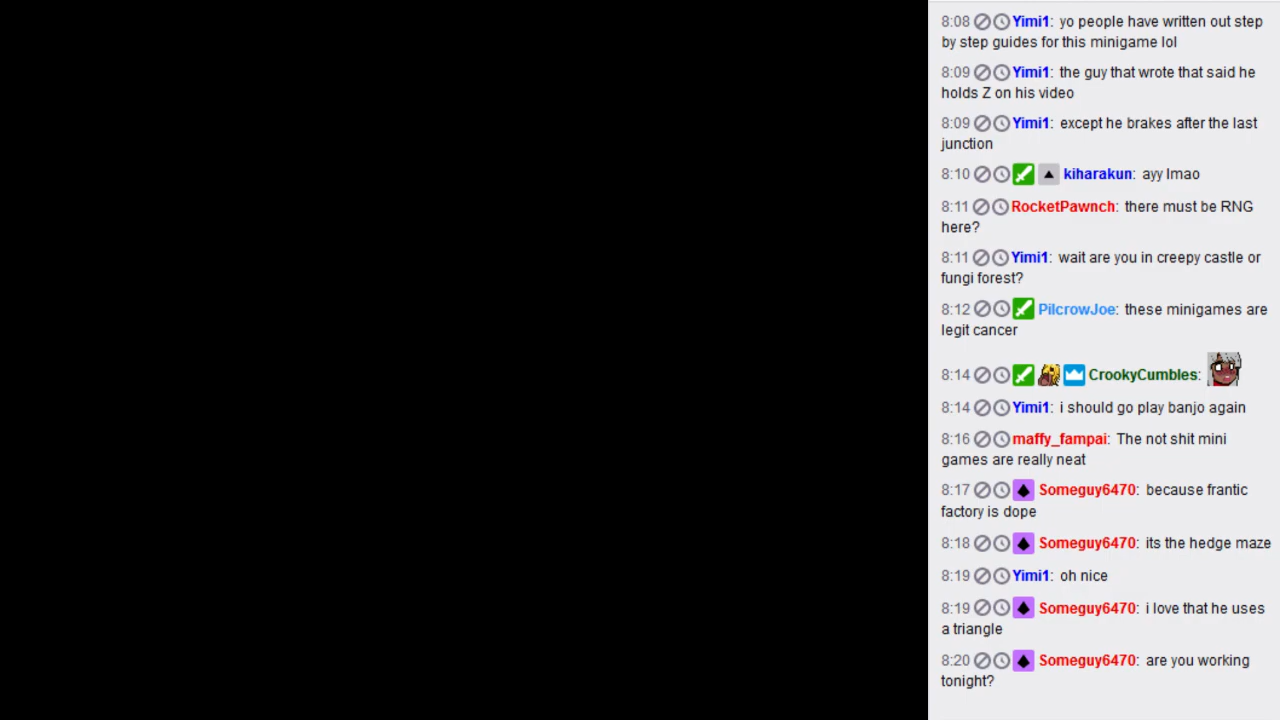 8:08 Yimi1: yo people have written out step
by step guides for this minigame lol
8:09 Yimi1: the guy that wrote that said he
holds Z on his video
8:09 Yimi1: except he brakes after the last
junction
8:10 kiharakun: ayy lmao
8:11 RocketPawnch: there must be RNG
here?
8:11 Yimi1: wait are you in creepy castle or
fungi forest?
8:12 PilcrowJoe: these minigames are
legit cancer
8:14 CrookyCumbles:
8:14 Yimi1: i should go play banjo again
8:16 maffy_fampai: The not shit mini
games are really neat
8:17 Someguy6470: because frantic
factory is dope
8:18 Someguy6470: its the hedge maze
8:19 Yimi1: oh nice
8:19 Someguy6470: i love that he uses
a triangle
8:20 Someguy6470: are you working
tonight?